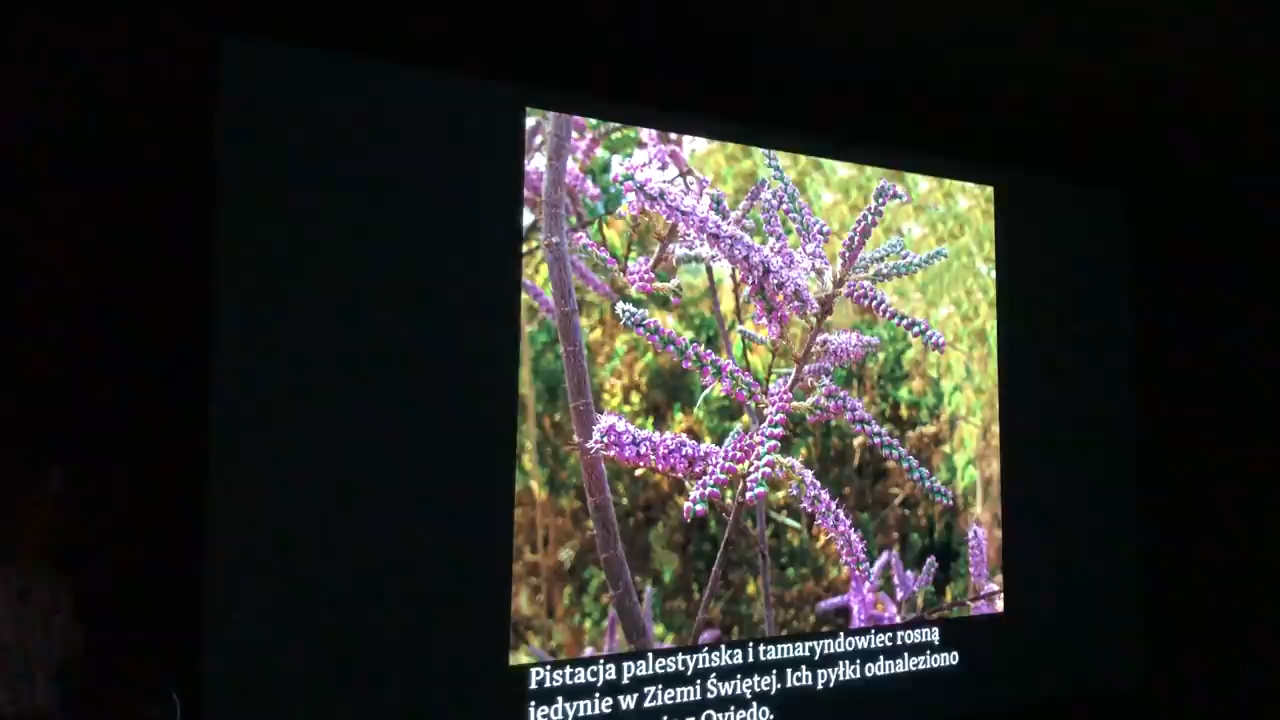 Pistacja palestyńska i tamaryndowiec rosną
jedynie w Ziemi Świętej. Ich pyłki odnaleziono
z Oviedo.